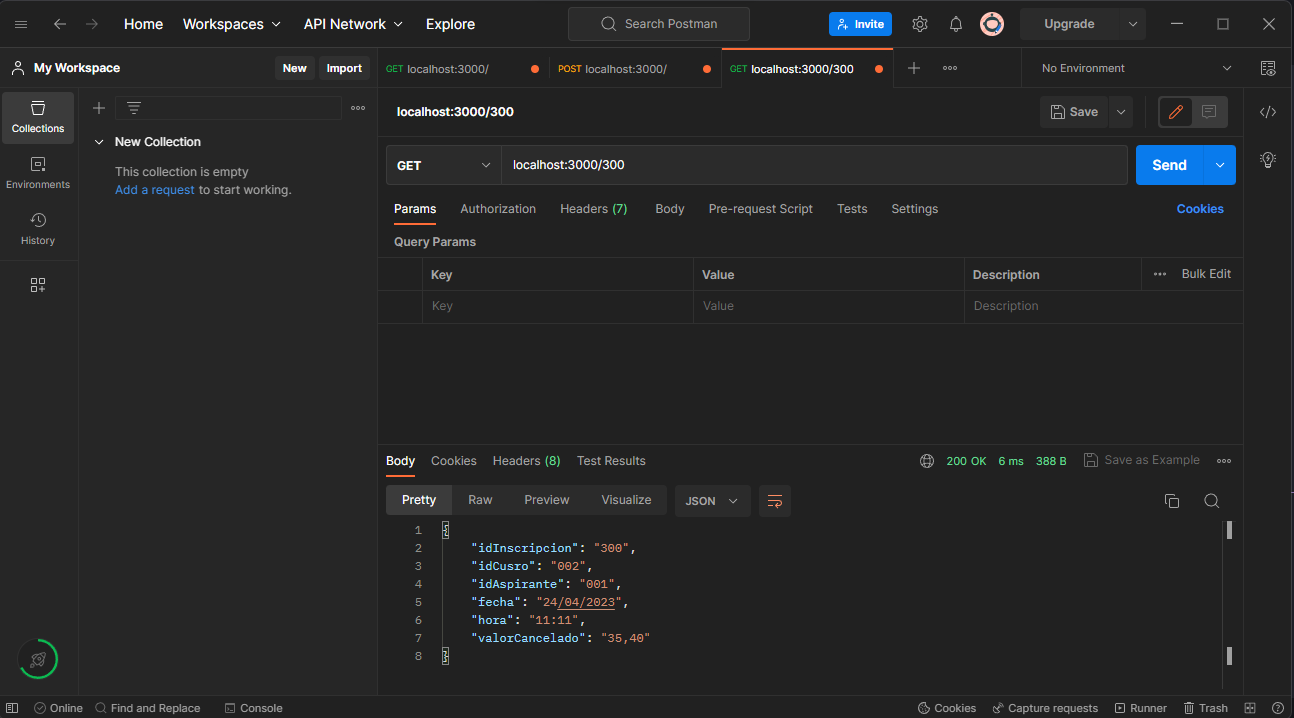 Home Workspaces API Network Explore Search Postman Invite Upgrade
My Workspace New Import GET localhost:3000/ POST localhost:3000/ GET localhost:3000/300 No Environment
Collections
Environments
History
New Collection
This collection is empty
Add a request to start working.
localhost:3000/300 Save
GET localhost:3000/300 Send
Params Authorization Headers (7) Body Pre-request Script Tests Settings Cookies
Query Params
Key Value Description Bulk Edit
Key Value Description
Body Cookies Headers (8) Test Results 200 OK 6 ms 388 B Save as Example
Pretty Raw Preview Visualize JSON
1 {
2 "idInscripcion": "300",
3 "idCusro": "002",
4 "idAspirante": "001",
5 "fecha": "24/04/2023",
6 "hora": "11:11",
7 "valorCancelado": "35,40"
8 }
Online Find and Replace Console Cookies Capture requests Runner Trash